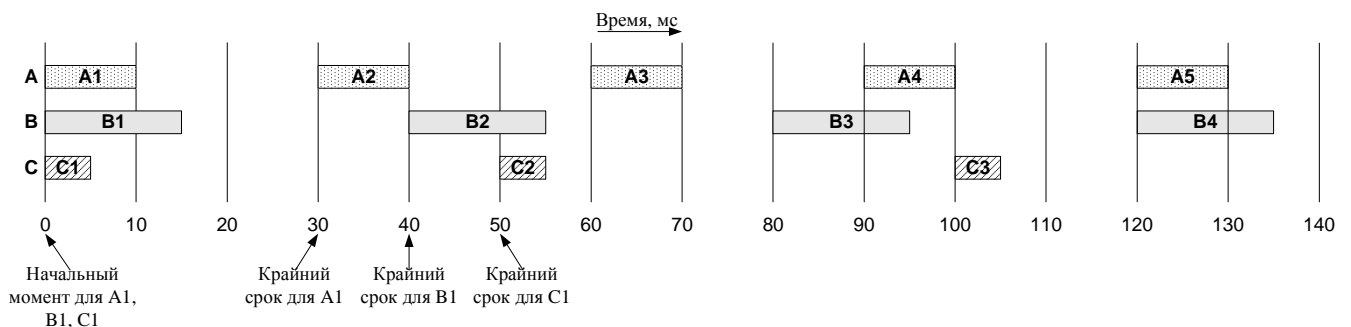 Время, мс
A A1 A2 A3 A4 A5
B B1 B2 B3 B4
C C1 C2 C3
0 10 20 30 40 50 60 70 80 90 100 110 120 130 140
Начальный
момент для A1,
B1, C1
Крайний
срок для A1
Крайний
срок для B1
Крайний
срок для C1